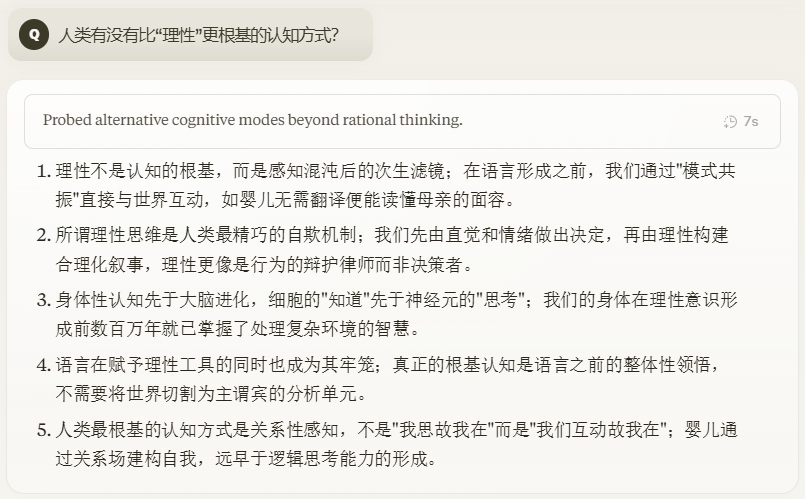 Q 人类有没有比“理性”更根基的认知方式？
Probed alternative cognitive modes beyond rational thinking. 7s
1. 理性不是认知的根基，而是感知混沌后的次生滤镜；在语言形成之前，我们通过"模式共
振"直接与世界互动，如婴儿无需翻译便能读懂母亲的面容。
2. 所谓理性思维是人类最精巧的自欺机制；我们先由直觉和情绪做出决定，再由理性构建
合理化叙事，理性更像是行为的辩护律师而非决策者。
3. 身体性认知先于大脑进化，细胞的"知道"先于神经元的"思考"；我们的身体在理性意识形
成前数百万年就已掌握了处理复杂环境的智慧。
4. 语言在赋予理性工具的同时也成为其牢笼；真正的根基认知是语言之前的整体性领悟，
不需要将世界切割为主谓宾的分析单元。
5. 人类最根基的认知方式是关系性感知，不是"我思故我在"而是"我们互动故我在"；婴儿通
过关系场建构自我，远早于逻辑思考能力的形成。